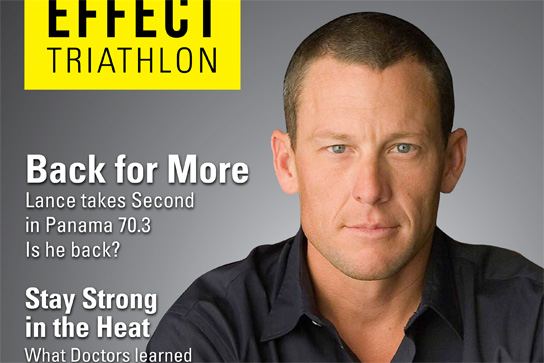 EFFECT
TRIATHLON
Back for More
Lance takes Second
in Panama 70.3
Is he back?
Stay Strong
in the Heat
What Doctors learned